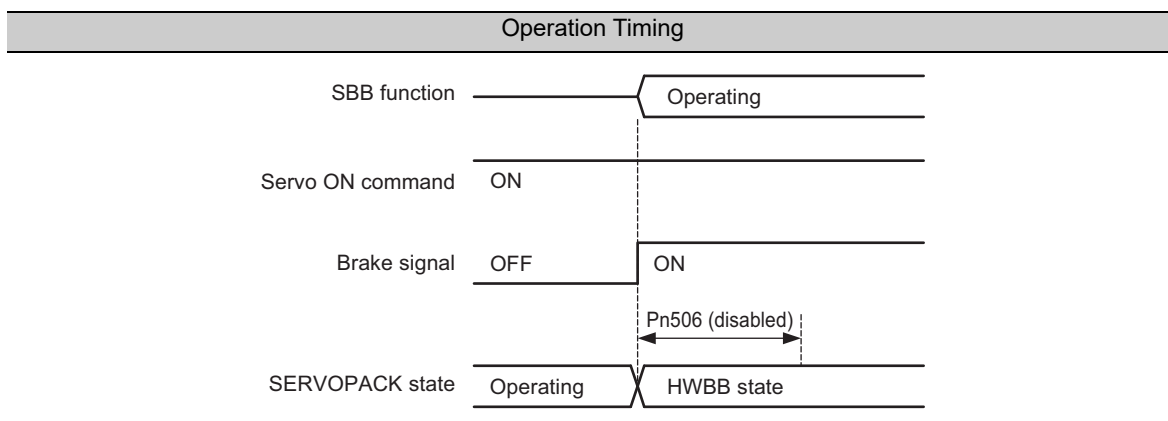 Operation Timing
SBB function
Operating
Servo ON command
ON
Brake signal
OFF
ON
Pn506 (disabled)
SERVOPACK state
Operating
HWBB state